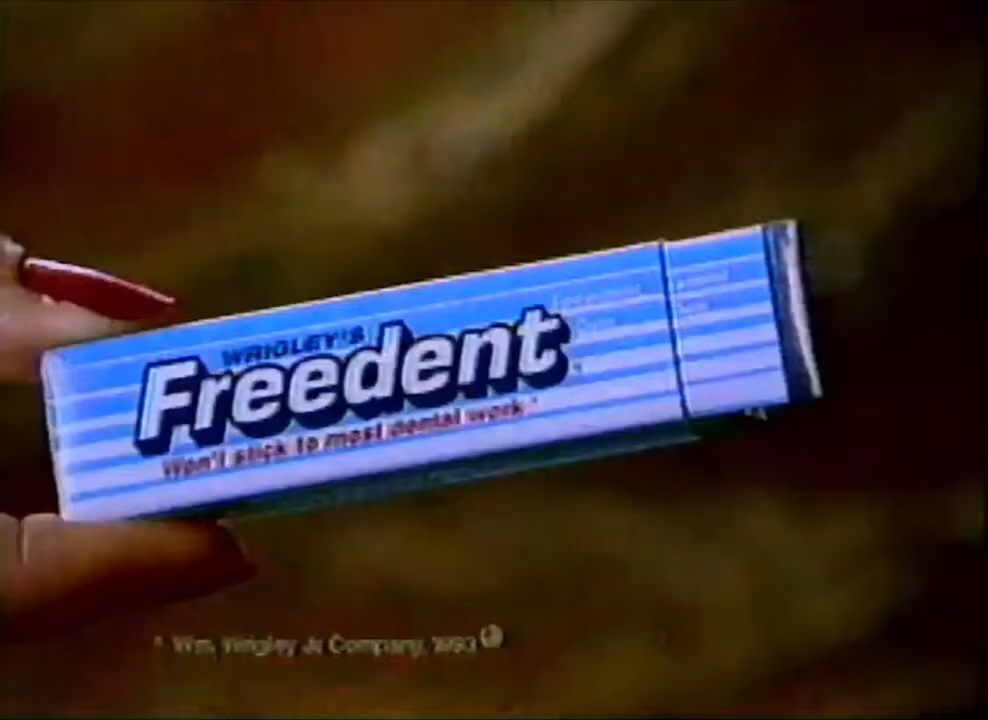 WRIGLEY'S
Freedent
Won't stick to most dental work*
* Wm. Wrigley Jr. Company, 1993